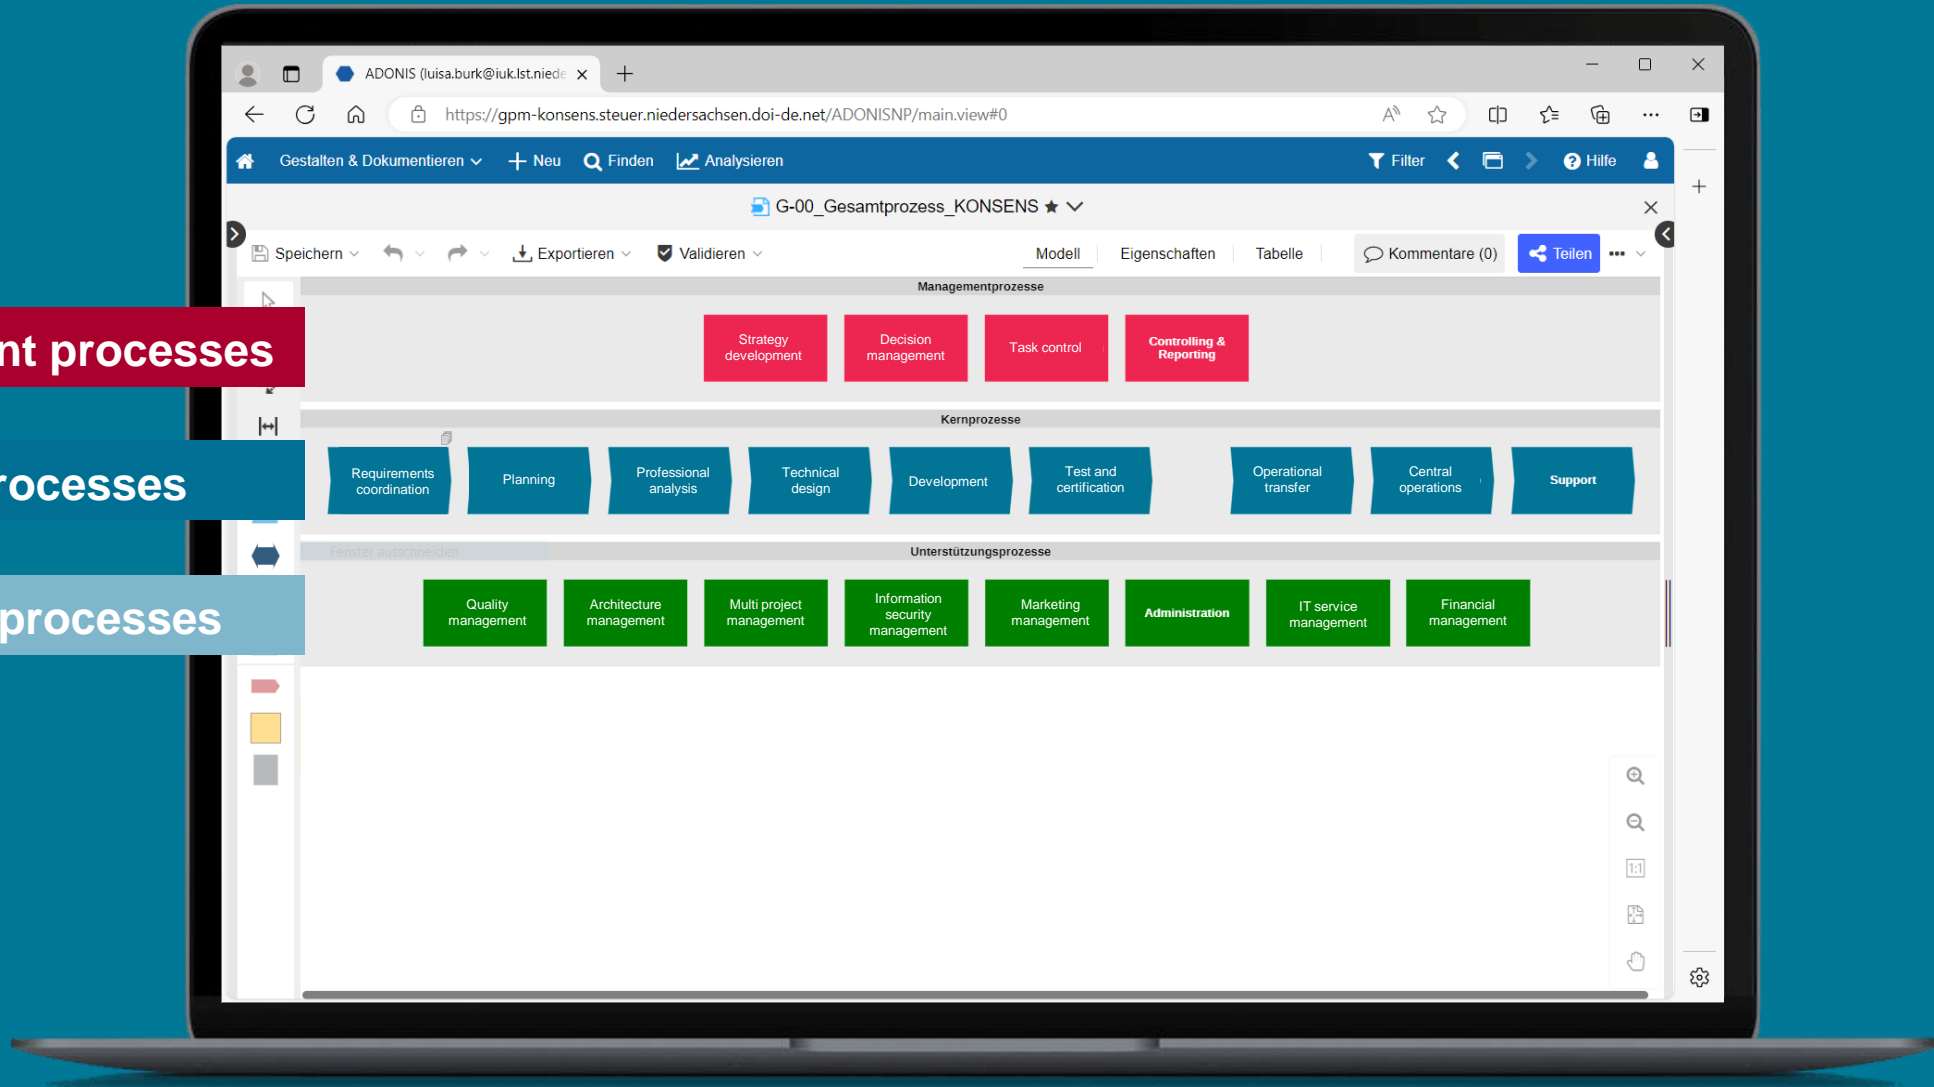 ADONIS (luisa.burk@iuk.lst.niede
https://gpm-konsens.steuer.niedersachsen.doi-de.net/ADONISNP/main.view#0
Gestalten & Dokumentieren Neu Finden Analysieren Filter Hilfe
G-00_Gesamtprozess_KONSENS
Speichern Exportieren Validieren Modell Eigenschaften Tabelle Kommentare (0) Teilen
Managementprozesse
nt processes
Strategy
development
Decision
management
Task control
Controlling &
Reporting
Kernprozesse
rocesses
Requirements
coordination
Planning
Professional
analysis
Technical
design
Development
Test and
certification
Operational
transfer
Central
operations
Support
Fenster ausschneiden
Unterstützungsprozesse
processes
Quality
management
Architecture
management
Multi project
management
Information
security
management
Marketing
management
Administration
IT service
management
Financial
management
1:1